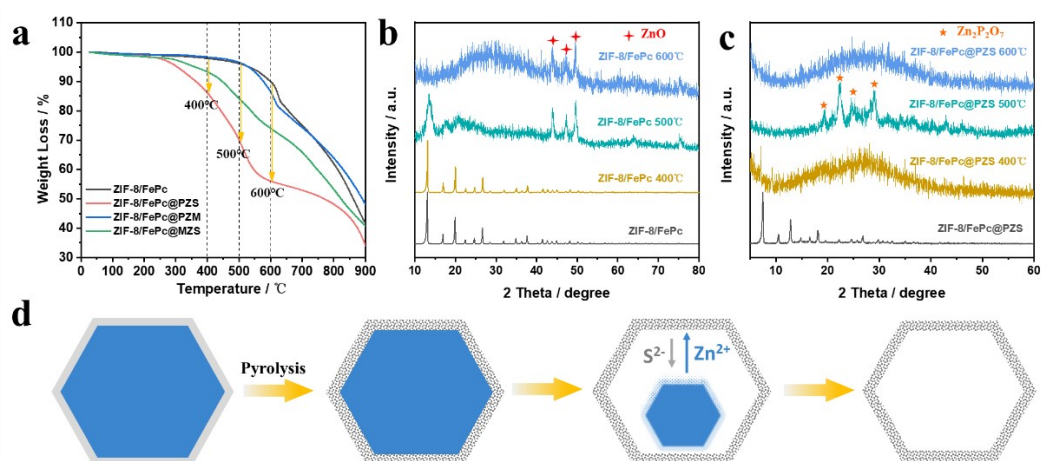 a
100
90
80
70
60
50
40
30
Weight Loss / %
400℃
500℃
600℃
ZIF-8/FePc
ZIF-8/FePc@PZS
ZIF-8/FePc@PZM
ZIF-8/FePc@MZS
0 100 200 300 400 500 600 700 800 900
Temperature / ℃
b
ZnO
Intensity / a.u.
ZIF-8/FePc 600℃
ZIF-8/FePc 500℃
ZIF-8/FePc 400℃
ZIF-8/FePc
10 20 30 40 50 60 70 80
2 Theta / degree
c
Zn₂P₂O₇
Intensity / a.u.
ZIF-8/FePc@PZS 600℃
ZIF-8/FePc@PZS 500℃
ZIF-8/FePc@PZS 400℃
ZIF-8/FePc@PZS
10 20 30 40 50 60
2 Theta / degree
d
Pyrolysis
S²⁻ Zn²⁺